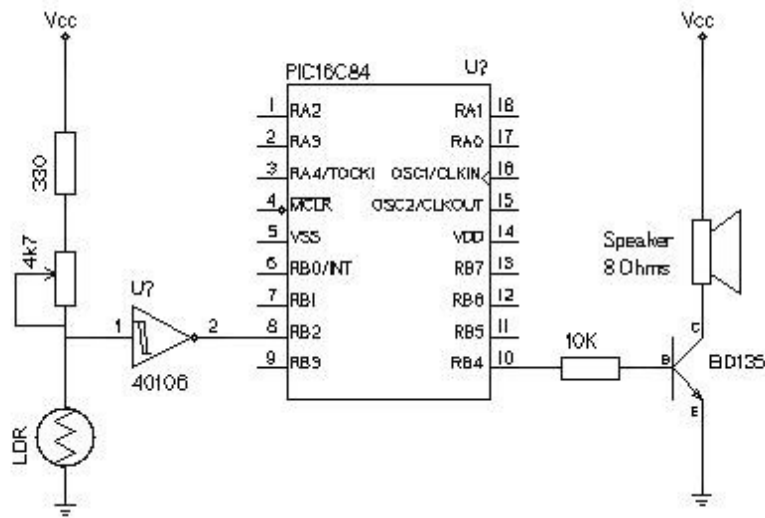 Vcc
Vcc
PIC16C84
U?
1 RA2
RA1 18
2 RA3
RA0 17
3 RA4/TOCKI
OSC1/CLKIN 16
4 MCLR
OSC2/CLKOUT 15
5 VSS
VDD 14
6 RB0/INT
RB7 13
7 RB1
RB6 12
8 RB2
RB5 11
9 RB3
RB4 10
330
4k7
U?
1
2
40106
LDR
10K
Speaker
8 Ohms
C
B
E
BD135